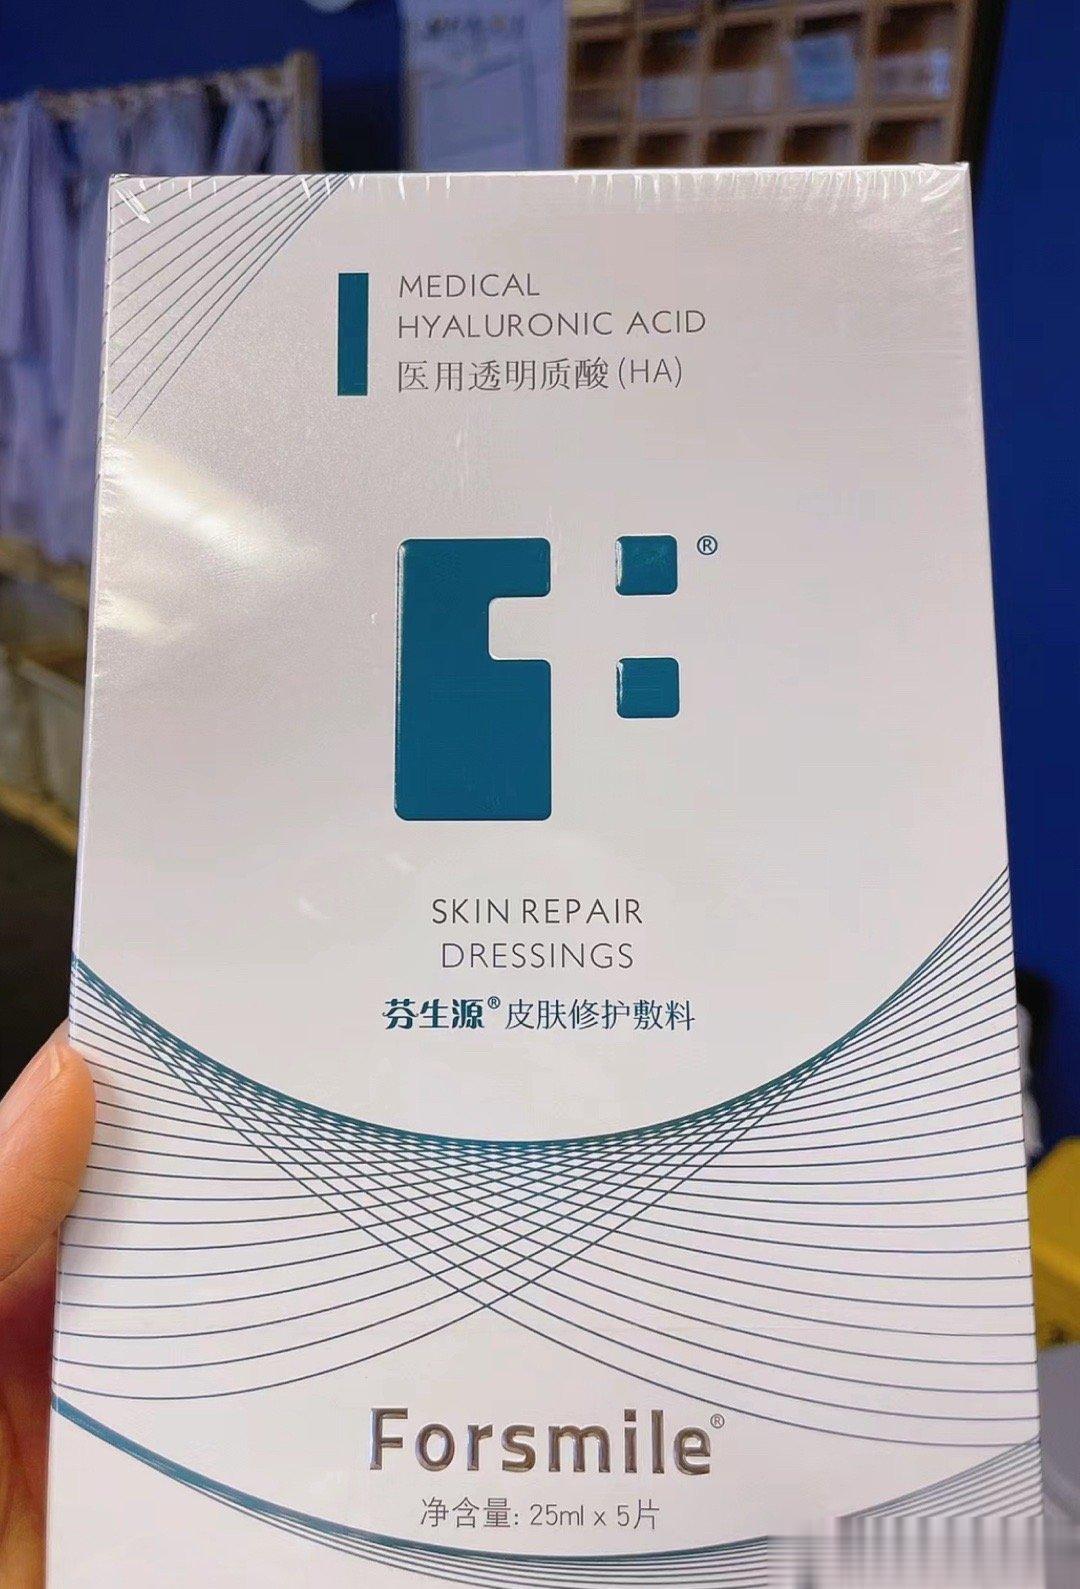 MEDICAL
HYALURONIC ACID
医用透明质酸(HA)
®
SKIN REPAIR
DRESSINGS
芬生源®皮肤修护敷料
Forsmile®
净含量: 25ml x 5片